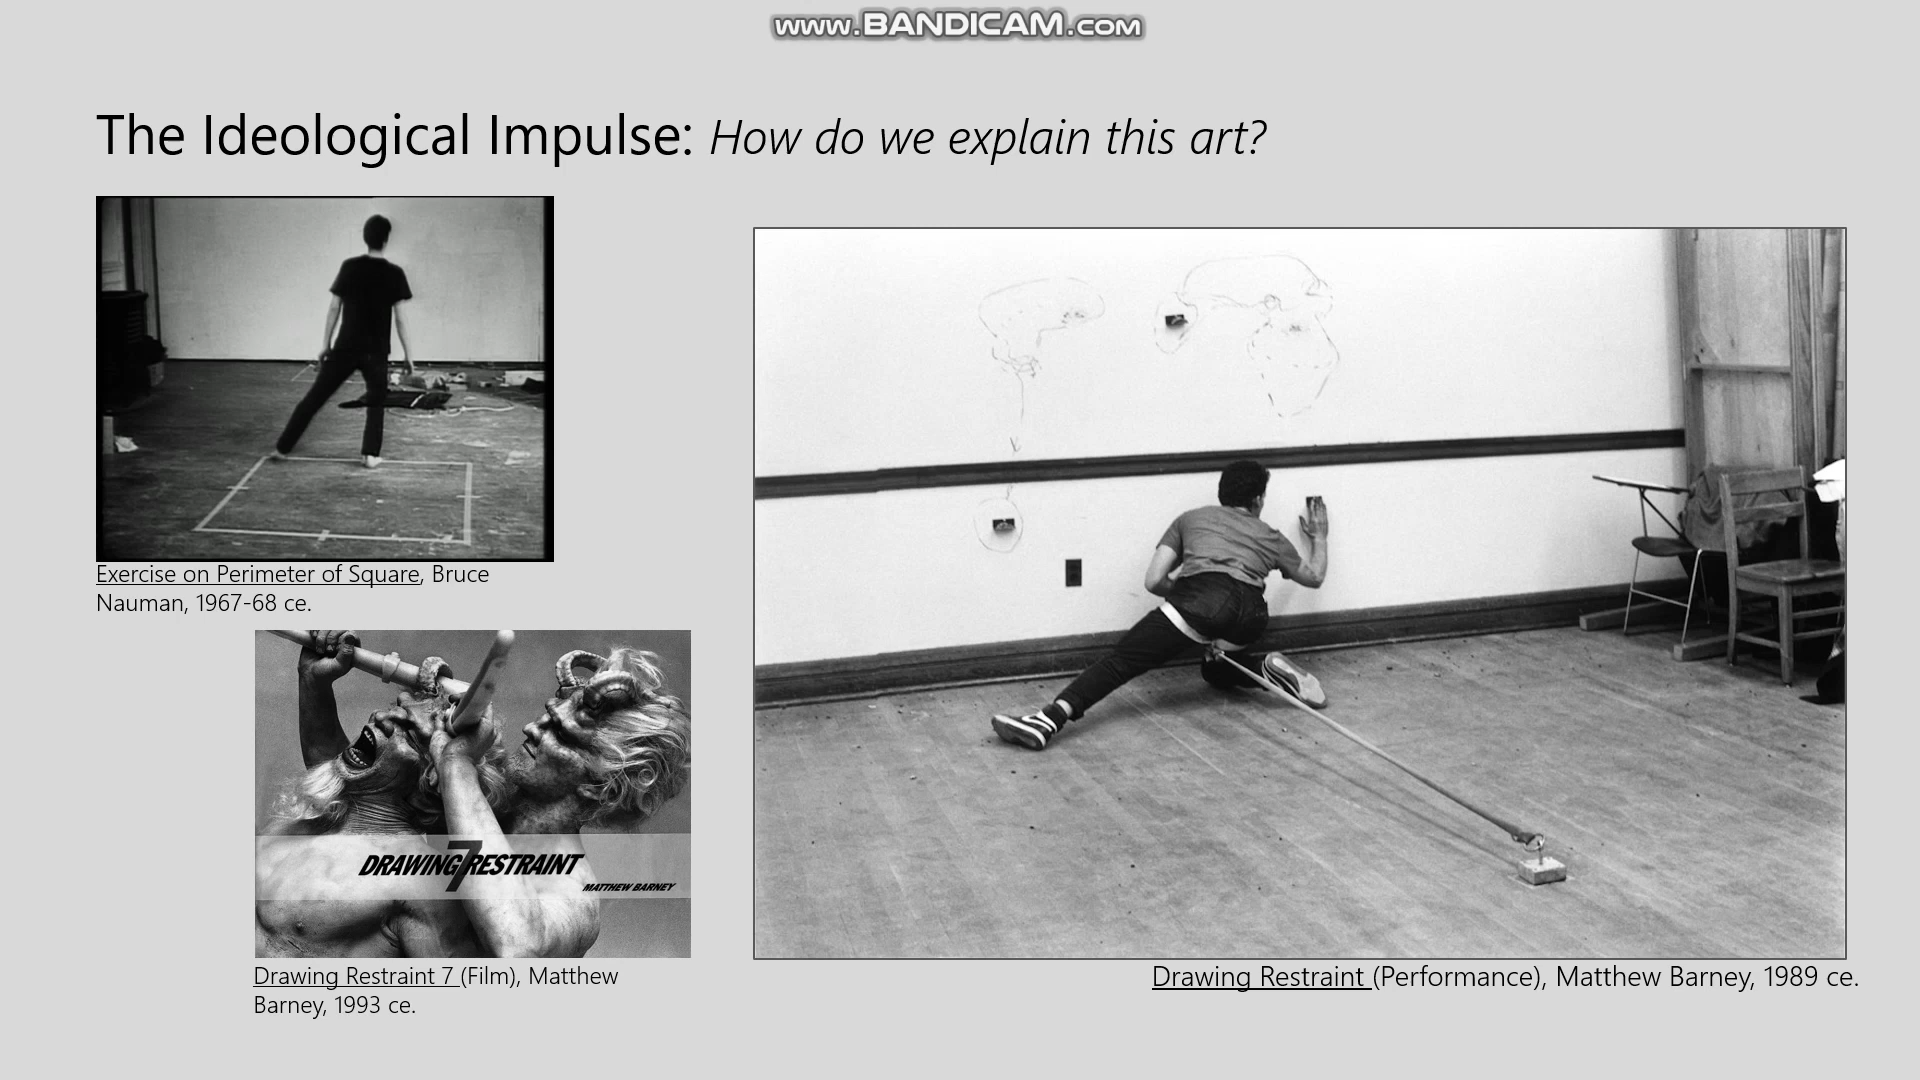 www.BANDICAM.com
The Ideological Impulse: How do we explain this art?
Exercise on Perimeter of Square, Bruce
Nauman, 1967-68 ce.
DRAWING 7 RESTRAINT
MATTHEW BARNEY
Drawing Restraint 7 (Film), Matthew
Barney, 1993 ce.
Drawing Restraint (Performance), Matthew Barney, 1989 ce.